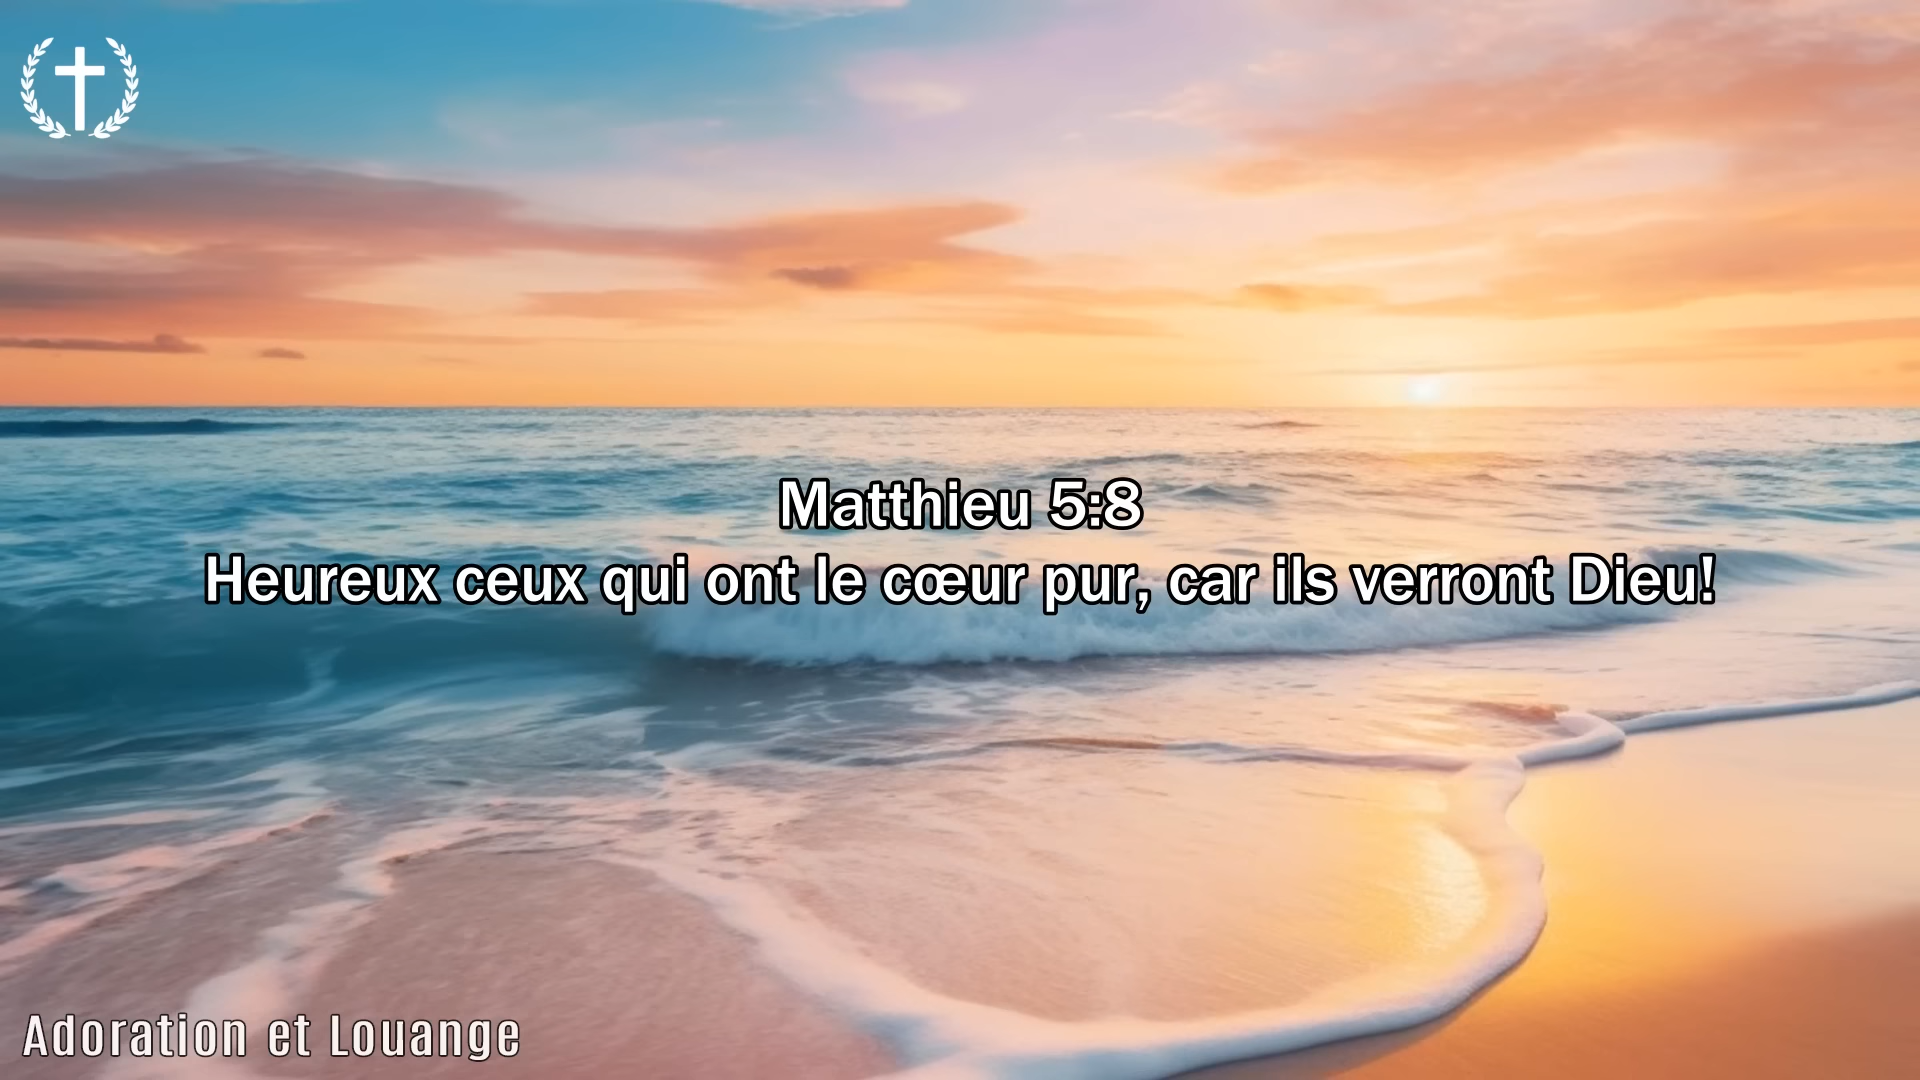 Matthieu 5:8
Heureux ceux qui ont le cœur pur, car ils verront Dieu!
Adoration et Louange